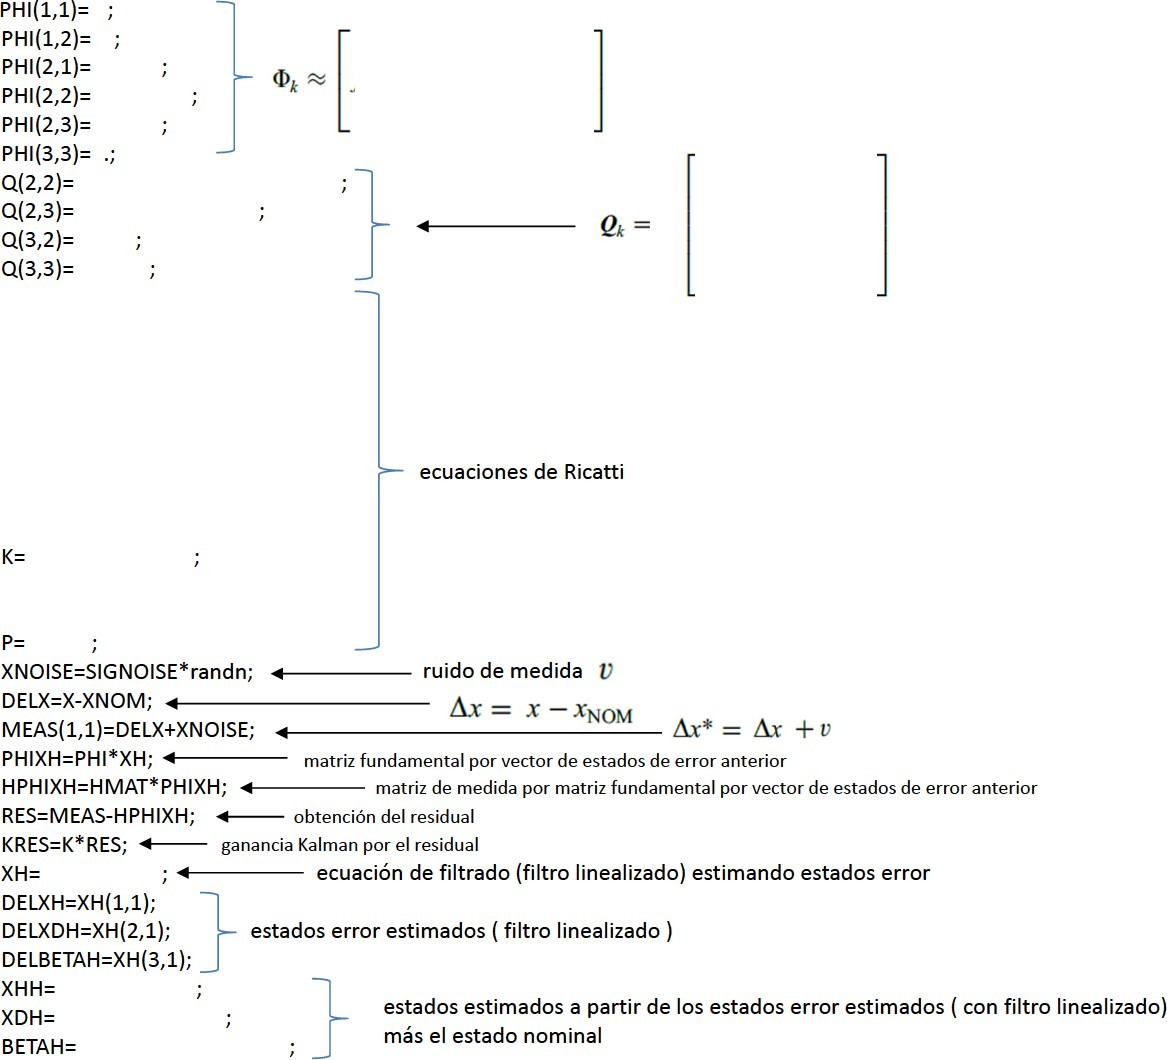 PHI(1,1)= ;
PHI(1,2)= ;
PHI(2,1)= ;
PHI(2,2)= ;
PHI(2,3)= ;
PHI(3,3)= .;
Φk ≈ [ ]
Q(2,2)= ;
Q(2,3)= ;
Q(3,2)= ;
Q(3,3)= ;
Qk = [ ]
ecuaciones de Ricatti
K= ;
P= ;
XNOISE=SIGNOISE*randn; ruido de medida v
DELX=X-XNOM; Δx = x − xNOM
MEAS(1,1)=DELX+XNOISE; Δx* = Δx + v
PHIXH=PHI*XH; matriz fundamental por vector de estados de error anterior
HPHIXH=HMAT*PHIXH; matriz de medida por matriz fundamental por vector de estados de error anterior
RES=MEAS-HPHIXH; obtención del residual
KRES=K*RES; ganancia Kalman por el residual
XH= ; ecuación de filtrado (filtro linealizado) estimando estados error
DELXH=XH(1,1);
DELXDH=XH(2,1); estados error estimados ( filtro linealizado )
DELBETAH=XH(3,1);
XHH= ;
XDH= ;
BETAH= ;
estados estimados a partir de los estados error estimados ( con filtro linealizado)
más el estado nominal